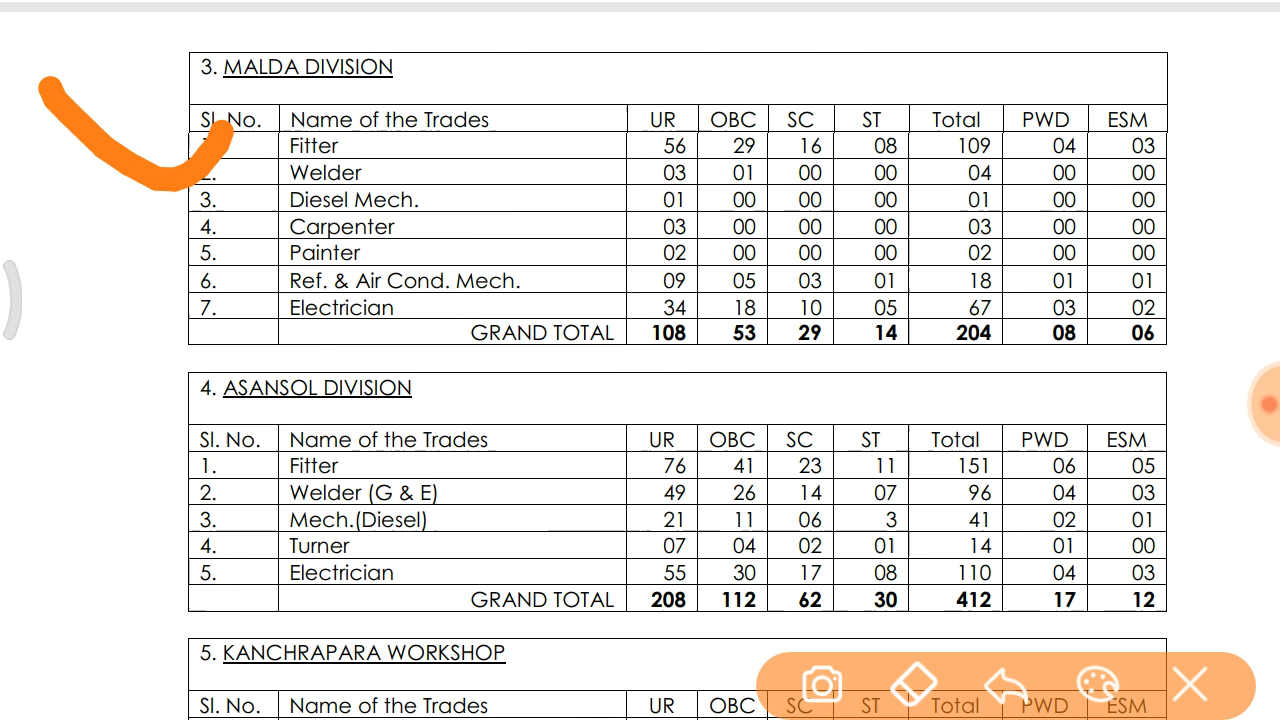 3. MALDA DIVISION
Sl. No. Name of the Trades UR OBC SC ST Total PWD ESM
Fitter 56 29 16 08 109 04 03
2. Welder 03 01 00 00 04 00 00
3. Diesel Mech. 01 00 00 00 01 00 00
4. Carpenter 03 00 00 00 03 00 00
5. Painter 02 00 00 00 02 00 00
6. Ref. & Air Cond. Mech. 09 05 03 01 18 01 01
7. Electrician 34 18 10 05 67 03 02
GRAND TOTAL 108 53 29 14 204 08 06
4. ASANSOL DIVISION
Sl. No. Name of the Trades UR OBC SC ST Total PWD ESM
1. Fitter 76 41 23 11 151 06 05
2. Welder (G & E) 49 26 14 07 96 04 03
3. Mech.(Diesel) 21 11 06 3 41 02 01
4. Turner 07 04 02 01 14 01 00
5. Electrician 55 30 17 08 110 04 03
GRAND TOTAL 208 112 62 30 412 17 12
5. KANCHRAPARA WORKSHOP
Sl. No. Name of the Trades UR OBC SC ST Total PWD ESM